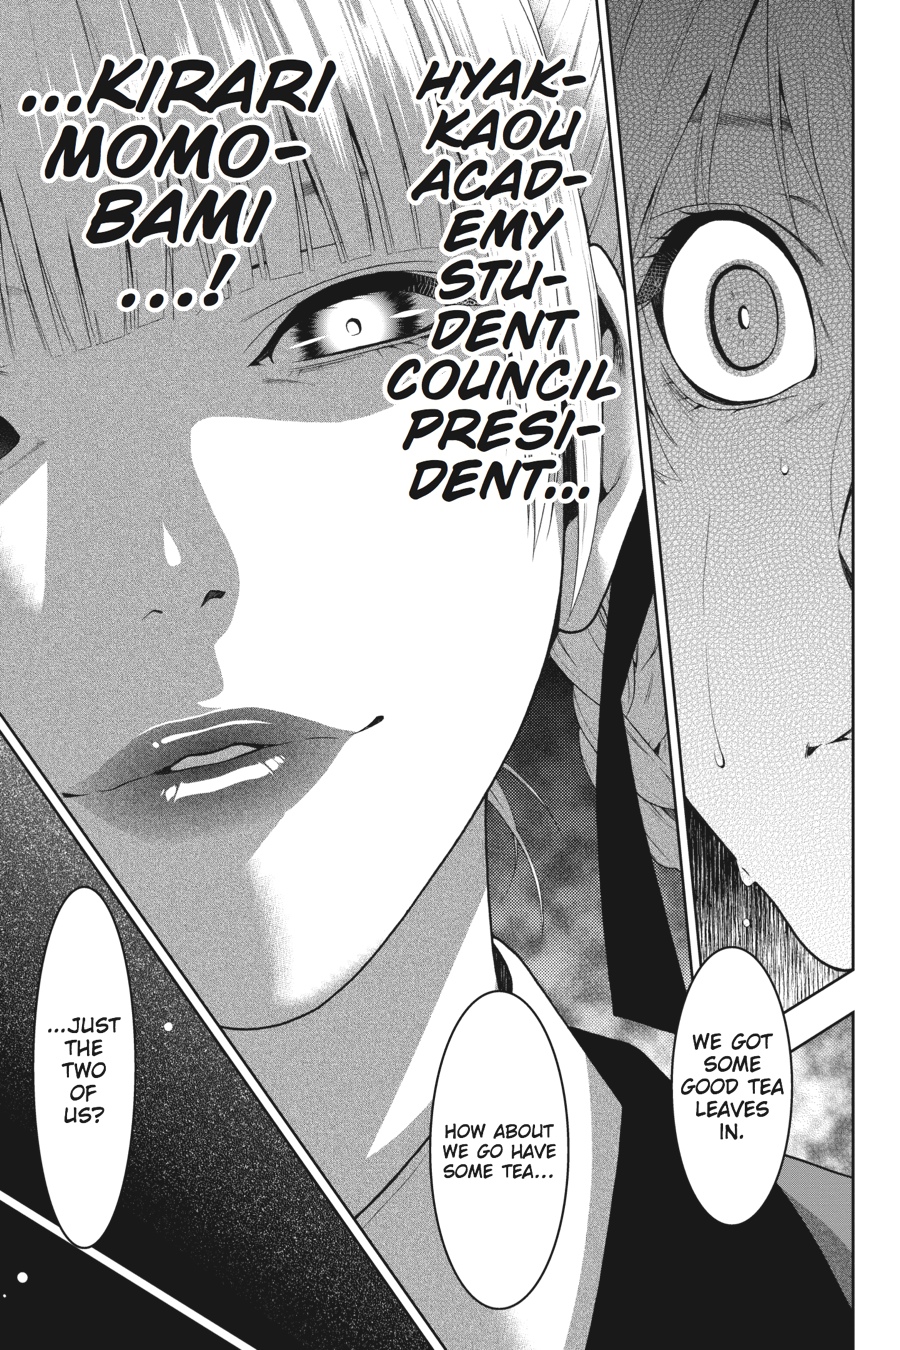 HYAK-
KAOU
ACAD-
EMY
STU-
DENT
COUNCIL
PRESI-
DENT...
...KIRARI
MOMO-
BAMI
...!
WE GOT
SOME
GOOD TEA
LEAVES
IN.
HOW ABOUT
WE GO HAVE
SOME TEA...
...JUST
THE
TWO
OF
US?